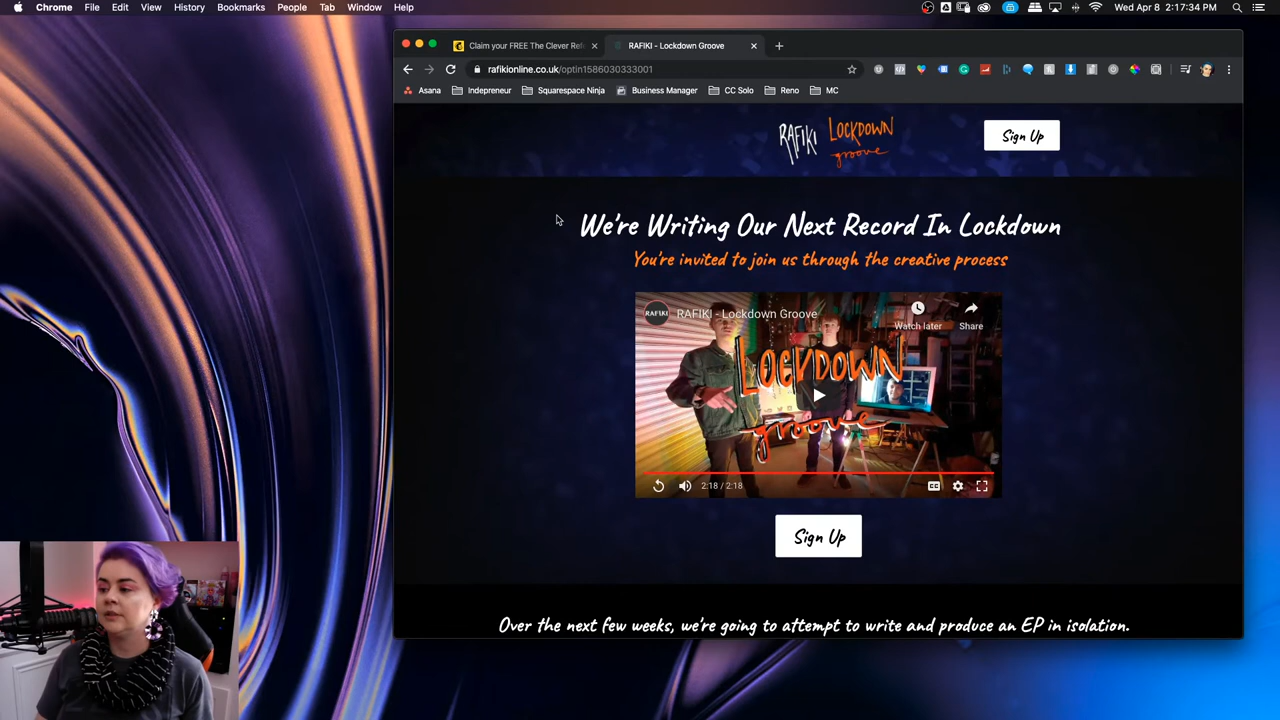 Chrome File Edit View History Bookmarks People Tab Window Help Wed Apr 8 2:17:34 PM
Claim your FREE The Clever Ref RAFIKI - Lockdown Groove
rafikionline.co.uk/optin1586030333001
Asana Indepreneur Squarespace Ninja Business Manager CC Solo Reno MC
RAFIKI LOCKDOWN groove
Sign Up
We're Writing Our Next Record In Lockdown
You're invited to join us through the creative process
RAFIKI RAFIKI - Lockdown Groove
Watch later Share
LOCKDOWN
groove
2:18 / 2:18 CC
Sign Up
Over the next few weeks, we're going to attempt to write and produce an EP in isolation.